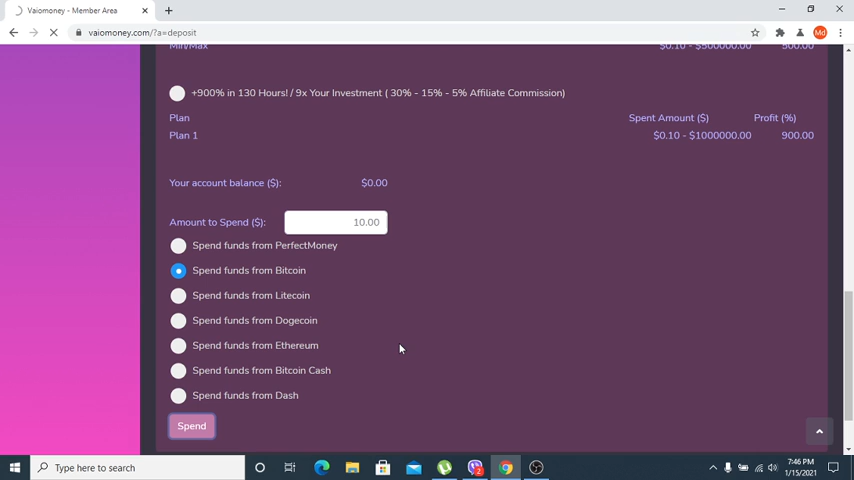 Vaiomoney - Member Area
vaiomoney.com/?a=deposit
Md
Min/Max $0.10 - $500000.00 500.00
+900% in 130 Hours! / 9x Your Investment ( 30% - 15% - 5% Affiliate Commission)
Plan Spent Amount ($) Profit (%)
Plan 1 $0.10 - $1000000.00 900.00
Your account balance ($): $0.00
Amount to Spend ($): 10.00
Spend funds from PerfectMoney
Spend funds from Bitcoin
Spend funds from Litecoin
Spend funds from Dogecoin
Spend funds from Ethereum
Spend funds from Bitcoin Cash
Spend funds from Dash
Spend
Type here to search
2
7:46 PM
1/15/2021